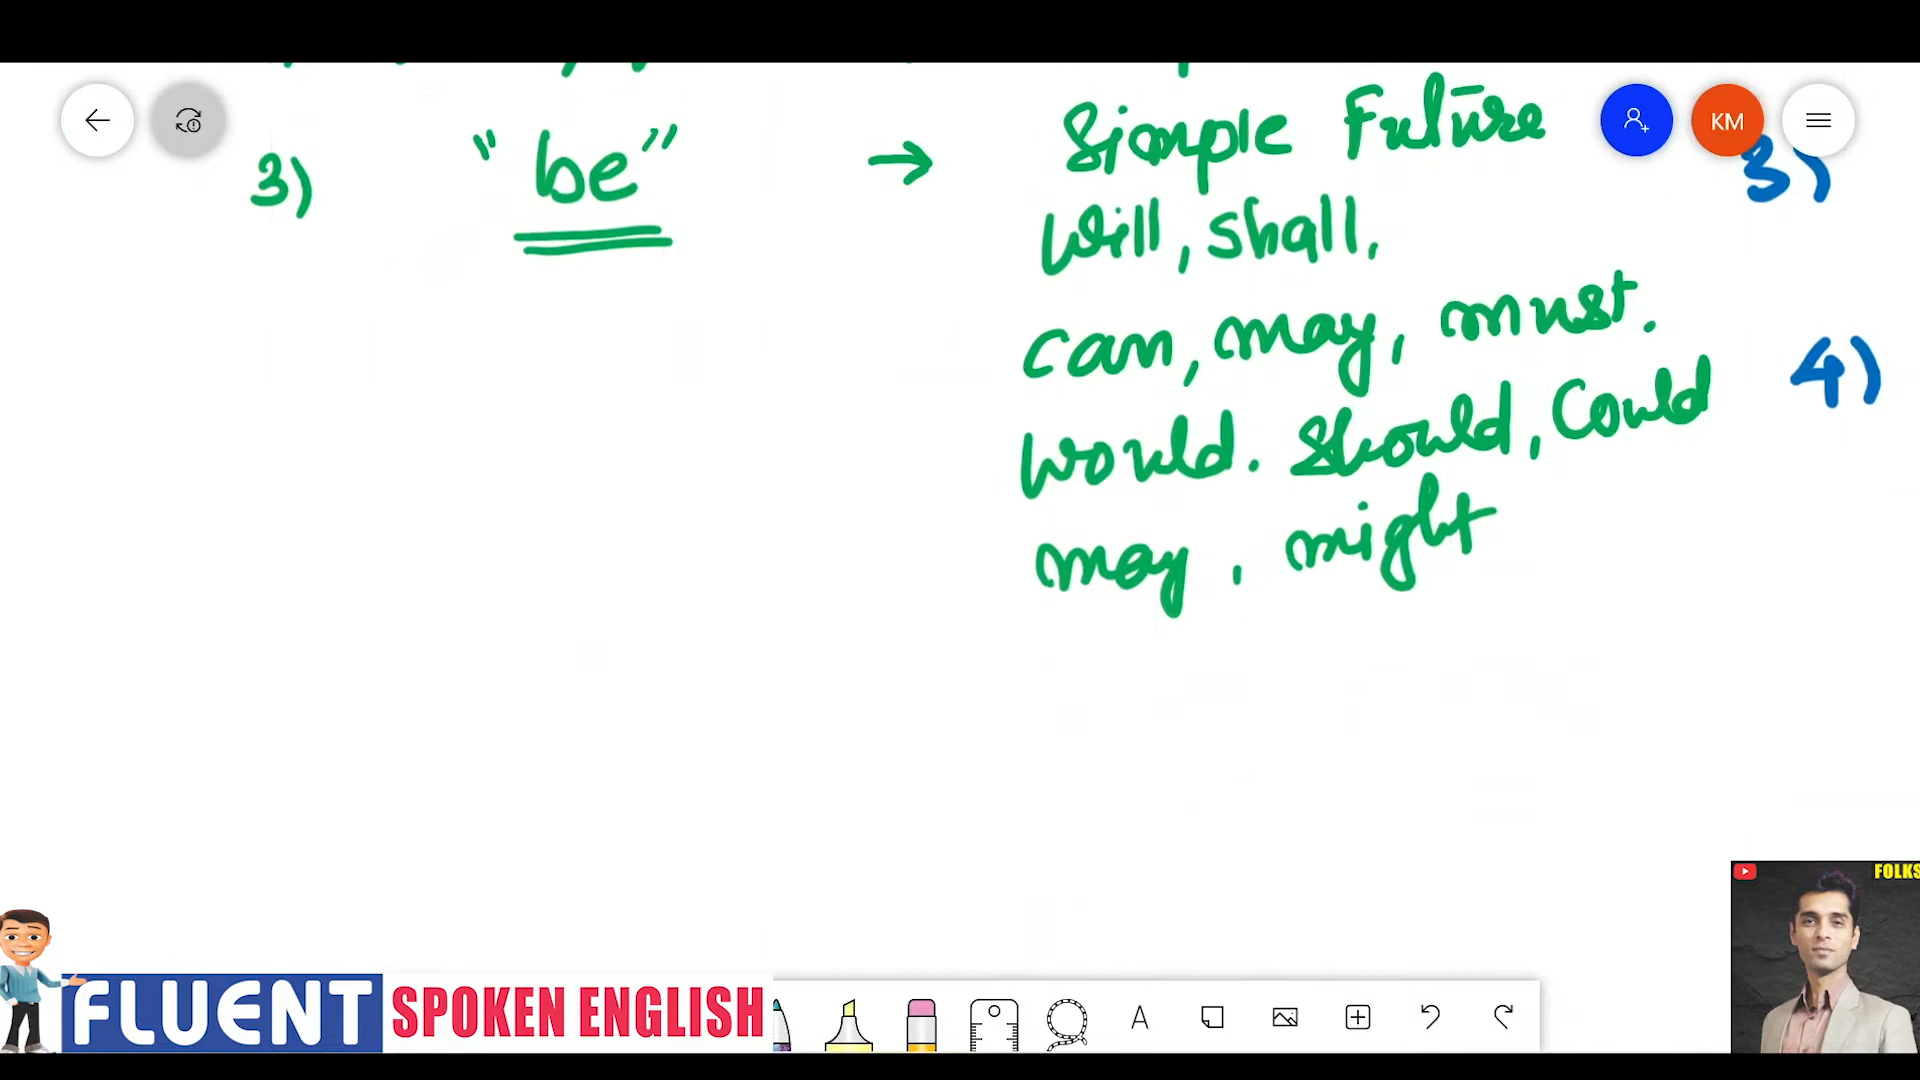 KM
3) "be" → Simple Future
3)
Will, shall,
can, may, must.
4)
Would. Should, Could
may, might
FOLKS
FLUENT SPOKEN ENGLISH
A